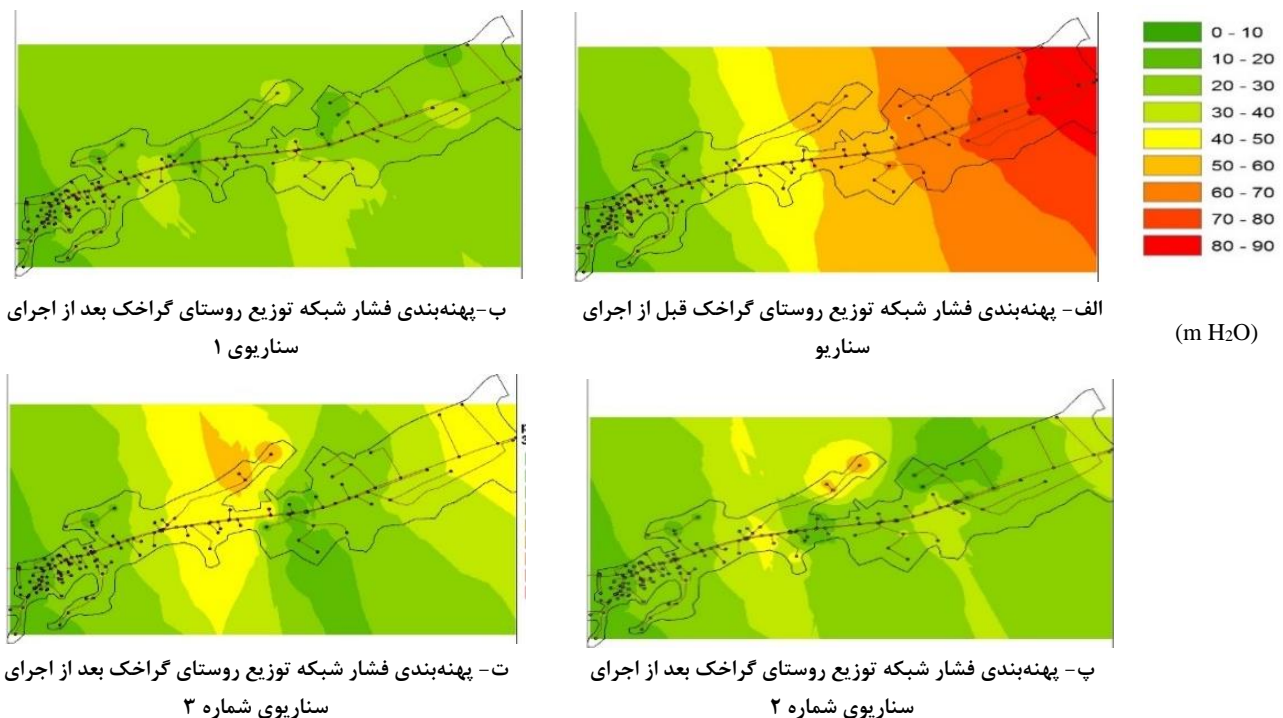 0 - 10
10 - 20
20 - 30
30 - 40
40 - 50
50 - 60
60 - 70
70 - 80
80 - 90
(m H₂O)
الف- پهنه‌بندی فشار شبکه توزیع روستای گراخک قبل از اجرای
سناریو
ب-پهنه‌بندی فشار شبکه توزیع روستای گراخک بعد از اجرای
سناریوی ۱
پ- پهنه‌بندی فشار شبکه توزیع روستای گراخک بعد از اجرای
سناریوی شماره ۲
ت- پهنه‌بندی فشار شبکه توزیع روستای گراخک بعد از اجرای
سناریوی شماره ۳